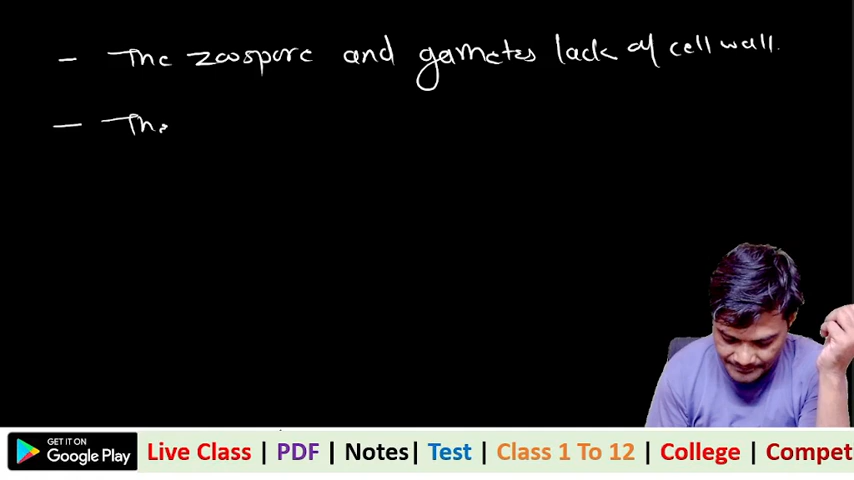 – The zoospore and gametes lack of cell wall.
– The
GET IT ON Google Play Live Class | PDF | Notes| Test | Class 1 To 12 | College | Compet